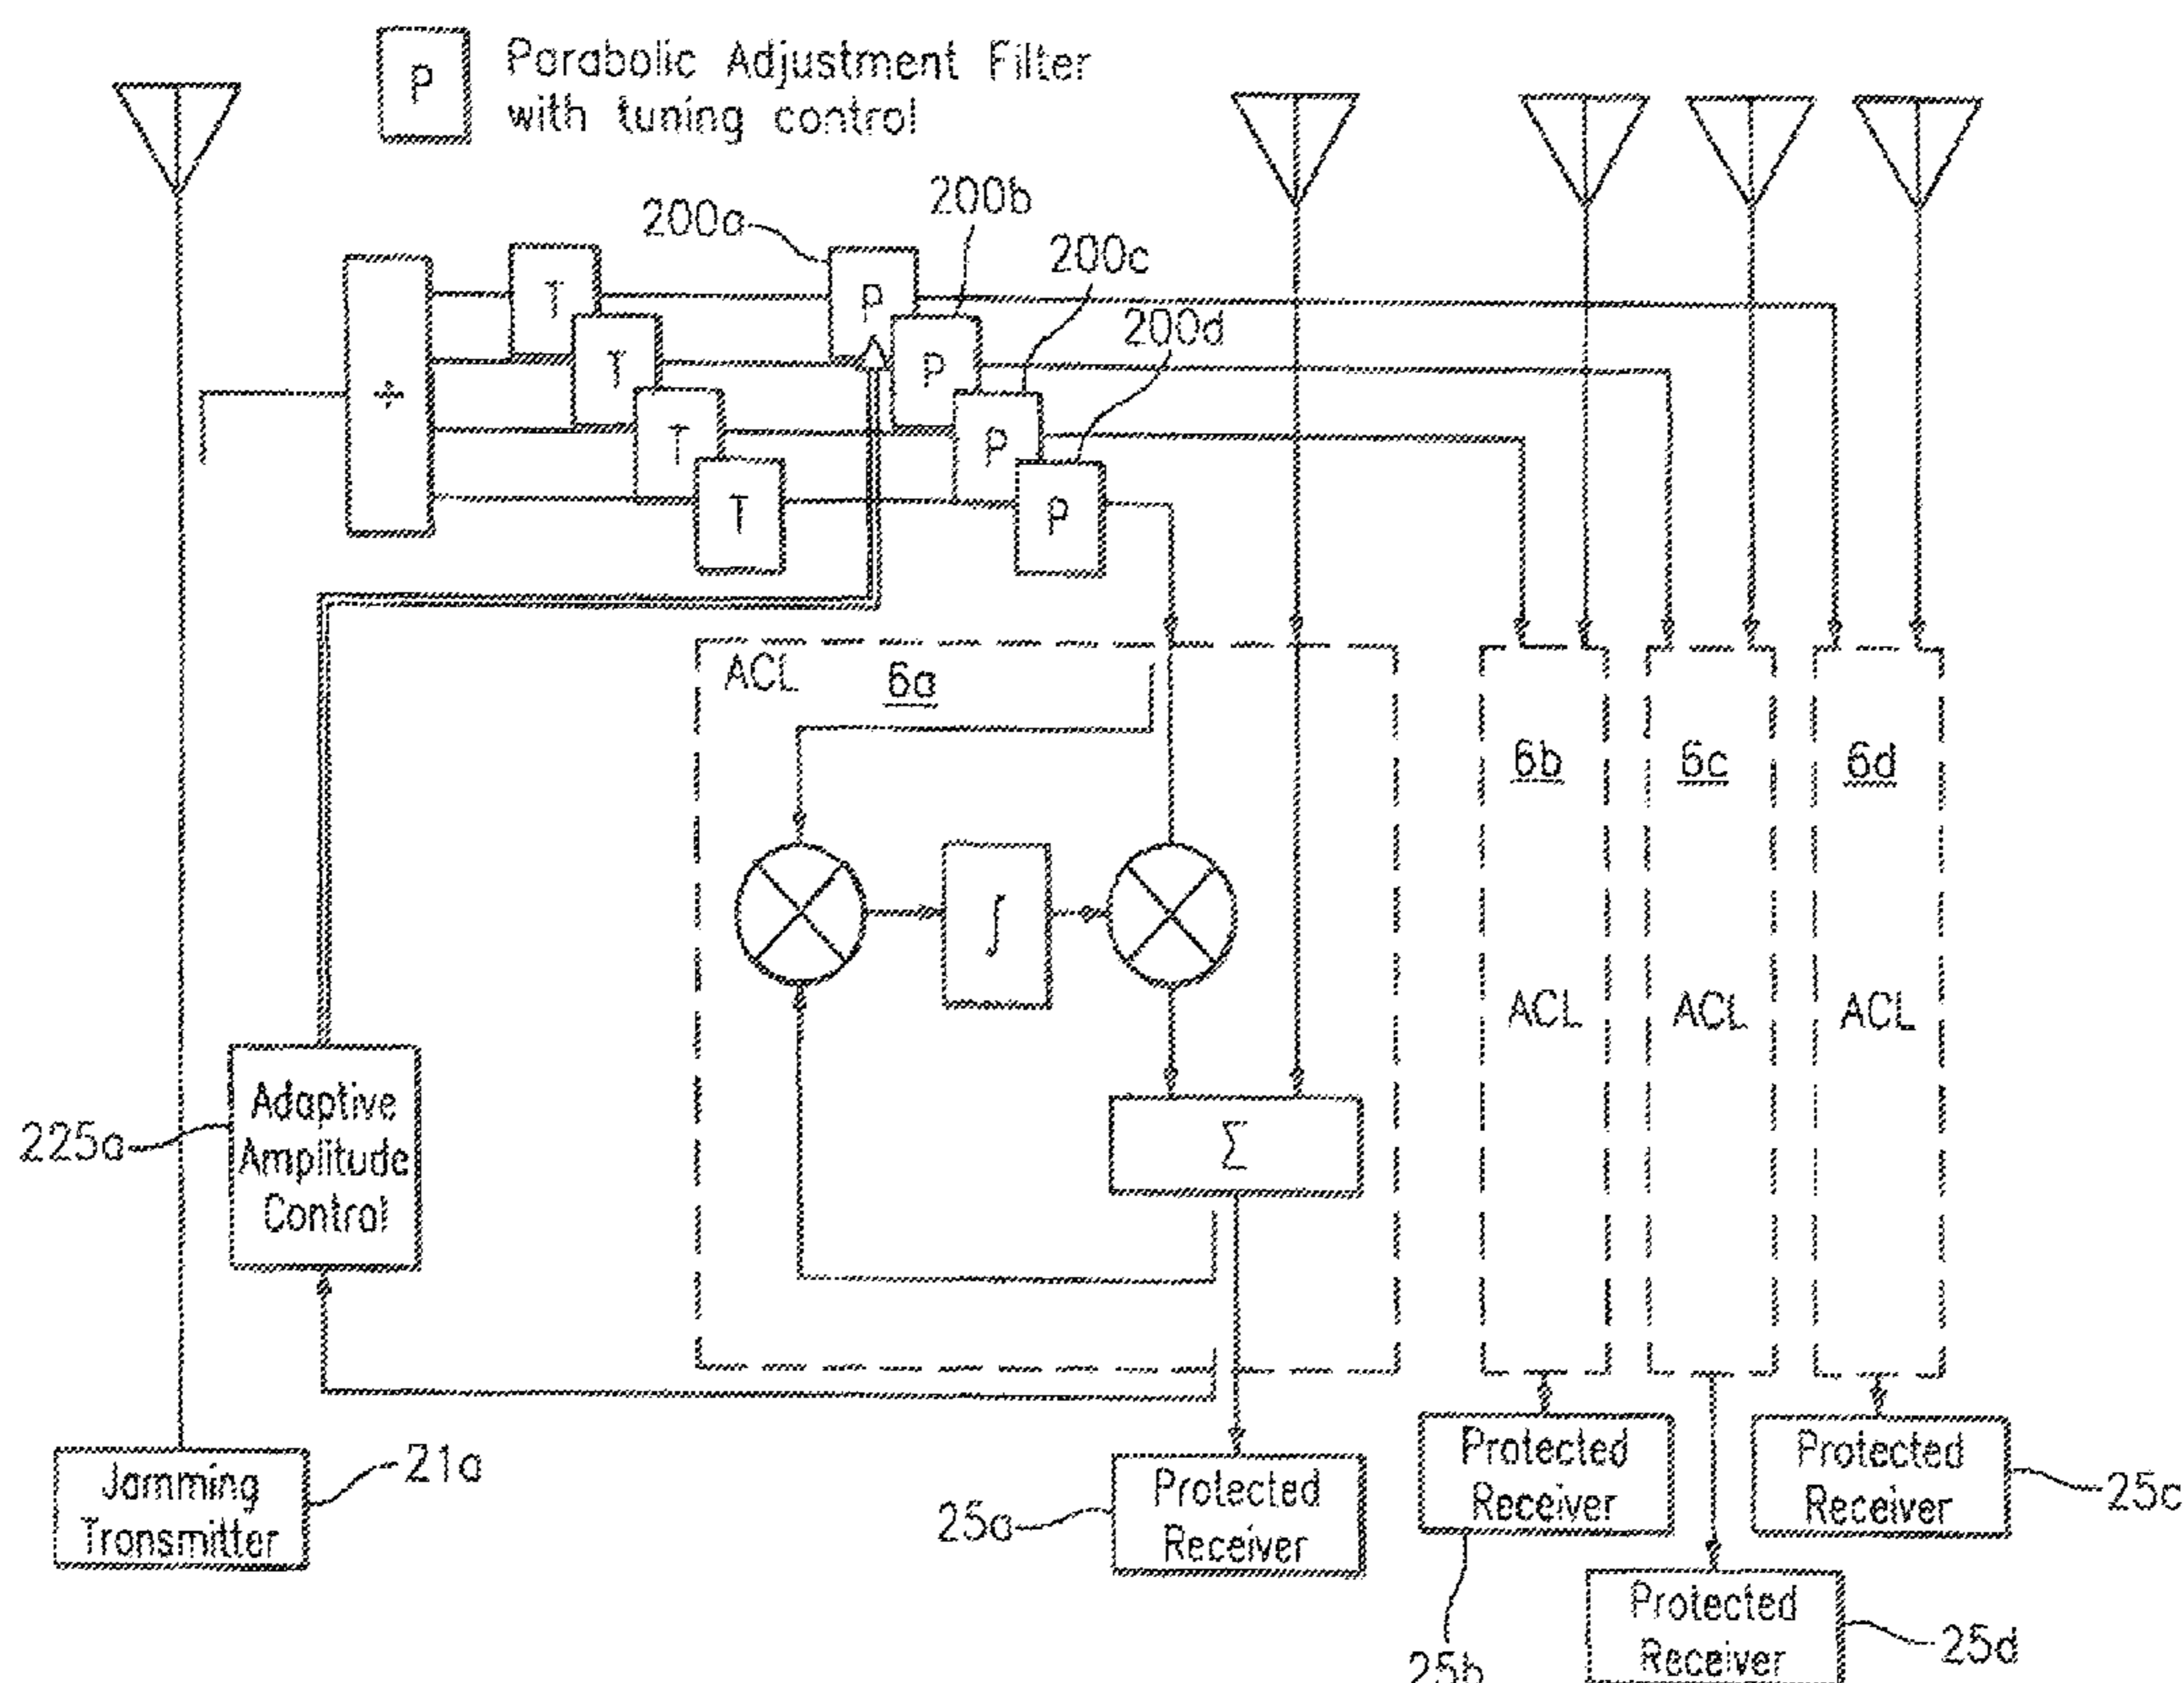 P Parabolic Adjustment Filter
with tuning control
200a
200b
200c
200d
÷
T
T
T
T
P
P
P
P
ACL
6a
6b
6c
6d
∫
ACL
ACL
ACL
Σ
225a
Adaptive
Amplitude
Control
Jamming
Transmitter
21a
25a
Protected
Receiver
Protected
Receiver
25b
Protected
Receiver
25c
Protected
Receiver
25d